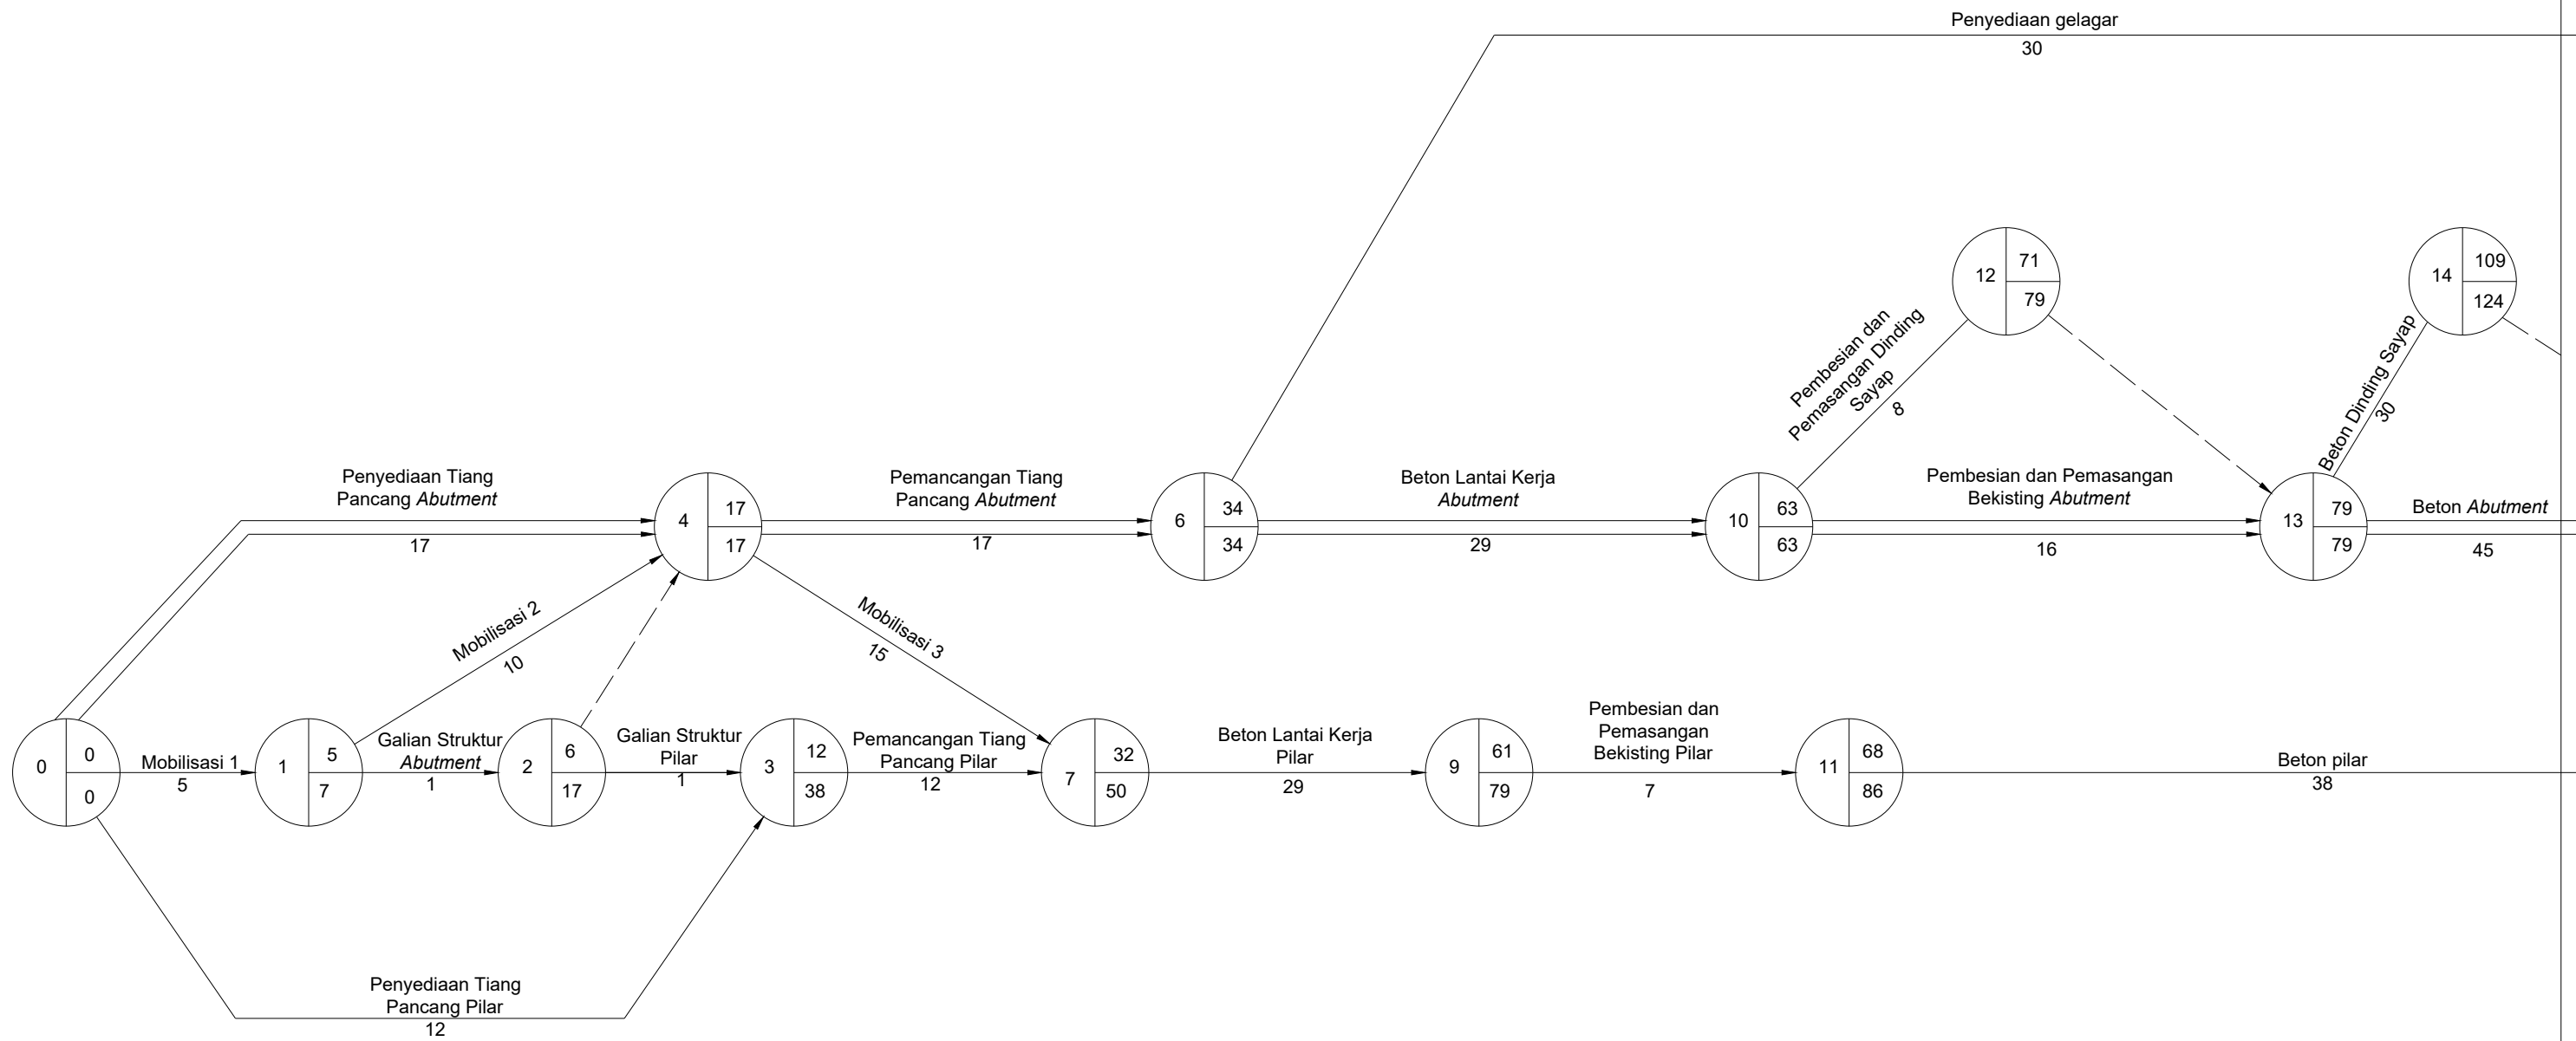 Penyediaan gelagar
30
12
71
79
14
109
124
Pembesian dan
Pemasangan Dinding
Sayap
8
Beton Dinding Sayap
30
Penyediaan Tiang
Pancang Abutment
17
4
17
17
Pemancangan Tiang
Pancang Abutment
17
6
34
34
Beton Lantai Kerja
Abutment
29
10
63
63
Pembesian dan Pemasangan
Bekisting Abutment
16
13
79
79
Beton Abutment
45
Mobilisasi 2
10
Mobilisasi 3
15
0
0
0
Mobilisasi 1
5
1
5
7
Galian Struktur
Abutment
1
2
6
17
Galian Struktur
Pilar
1
3
12
38
Pemancangan Tiang
Pancang Pilar
12
7
32
50
Beton Lantai Kerja
Pilar
29
9
61
79
Pembesian dan
Pemasangan
Bekisting Pilar
7
11
68
86
Beton pilar
38
Penyediaan Tiang
Pancang Pilar
12